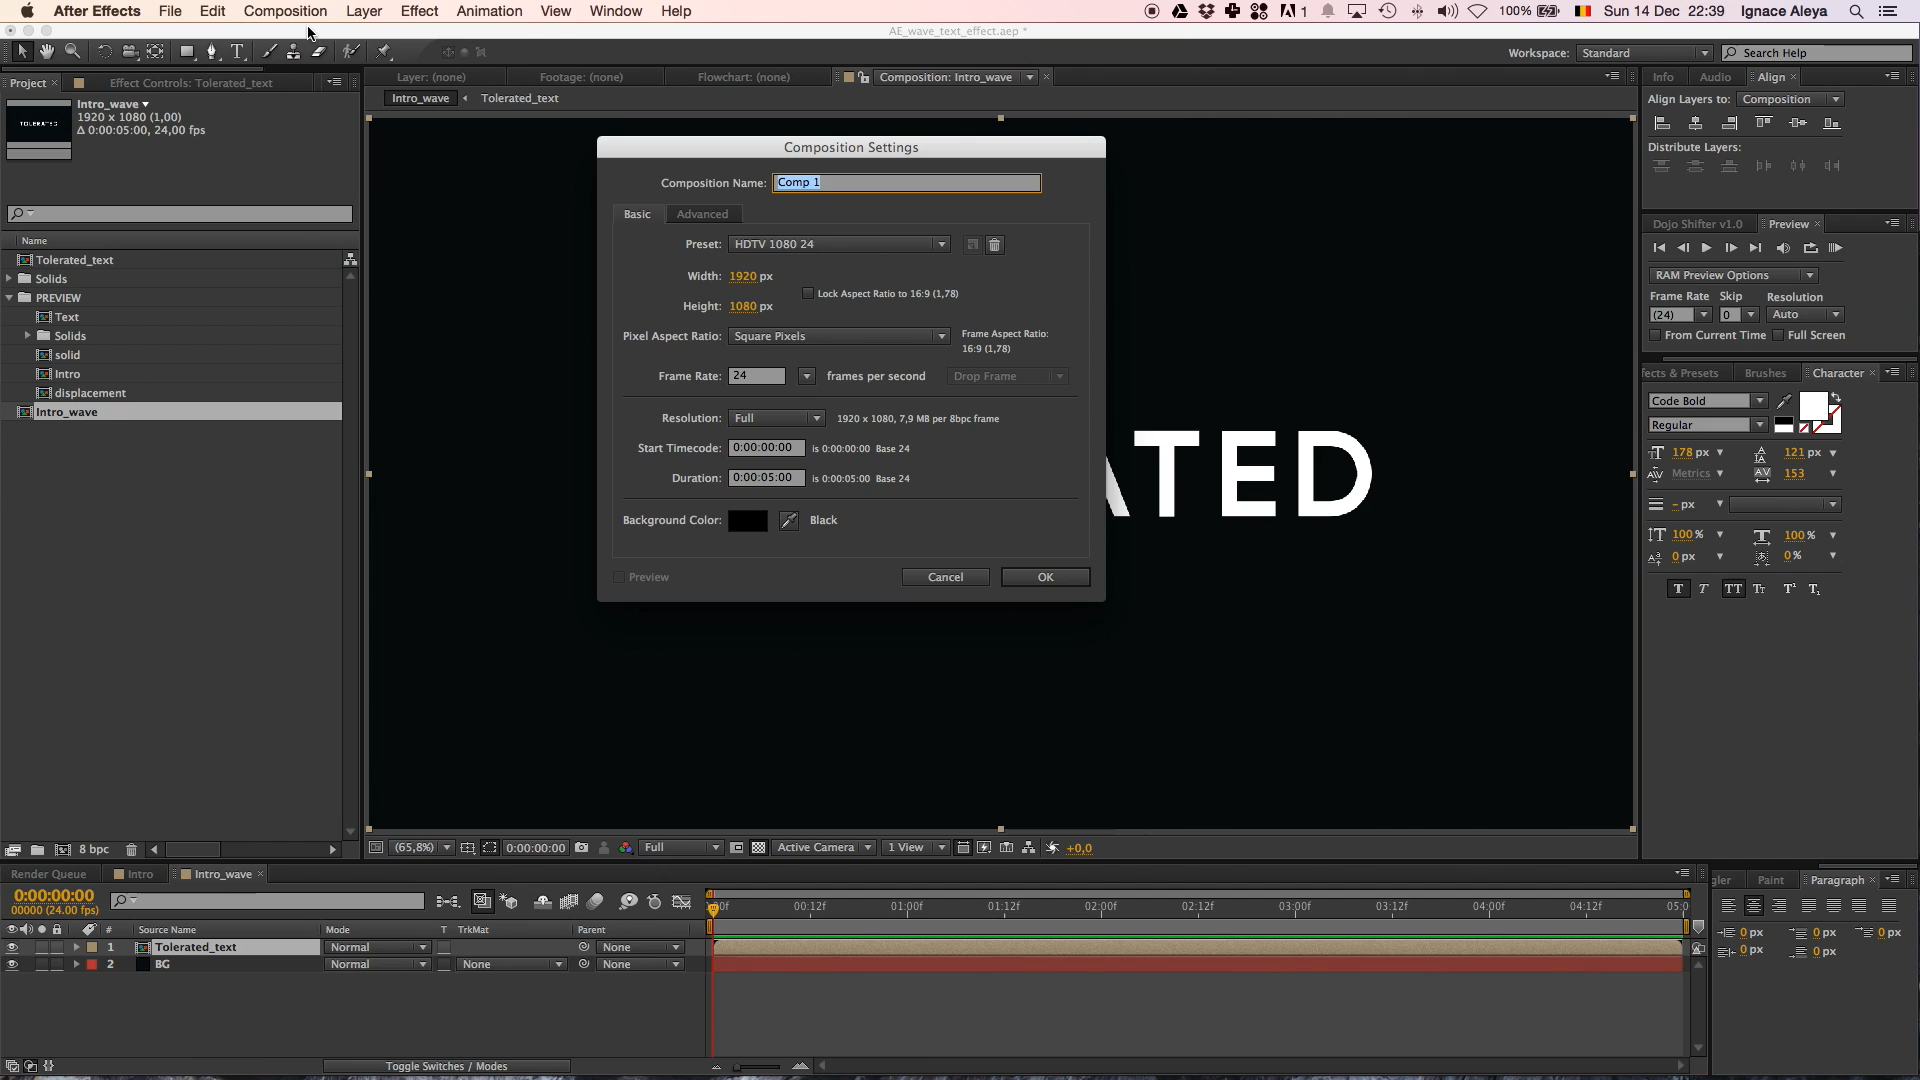 After Effects File Edit Composition Layer Effect Animation View Window Help 1 100% Sun 14 Dec 22:39 Ignace Aleya
AE_wave_text_effect.aep *
Workspace: Standard Search Help
Project Effect Controls: Tolerated_text
Layer: (none) Footage: (none) Flowchart: (none) Composition: Intro_wave
Info Audio Align
Intro_wave
1920 x 1080 (1,00)
Δ 0:00:05:00, 24,00 fps
TOLERATED
Intro_wave Tolerated_text
Align Layers to: Composition
Distribute Layers:
Name
Tolerated_text
Solids
PREVIEW
Text
Solids
solid
Intro
displacement
Intro_wave
8 bpc
Composition Settings
Composition Name: Comp 1
Basic Advanced
Preset: HDTV 1080 24
Width: 1920 px
Lock Aspect Ratio to 16:9 (1,78)
Height: 1080 px
Pixel Aspect Ratio: Square Pixels
Frame Aspect Ratio:
16:9 (1,78)
Frame Rate: 24 frames per second Drop Frame
Resolution: Full 1920 x 1080, 7,9 MB per 8bpc frame
Start Timecode: 0:00:00:00 is 0:00:00:00 Base 24
Duration: 0:00:05:00 is 0:00:05:00 Base 24
Background Color: Black
Preview Cancel OK
ATED
(65,8%) 0:00:00:00 Full Active Camera 1 View +0,0
Dojo Shifter v1.0 Preview
RAM Preview Options
Frame Rate Skip Resolution
(24) 0 Auto
From Current Time Full Screen
fects & Presets Brushes Character
Code Bold
Regular
178 px 121 px
Metrics 153
– px
100 % 100 %
0 px 0 %
T T TT Tt T¹ T₁
Render Queue Intro Intro_wave
0:00:00:00
00000 (24.00 fps)
00f 00:12f 01:00f 01:12f 02:00f 02:12f 03:00f 03:12f 04:00f 04:12f 05:0
# Source Name Mode T TrkMat Parent
1 Tolerated_text Normal None
2 BG Normal None None
Toggle Switches / Modes
gler Paint Paragraph
0 px 0 px 0 px
0 px 0 px